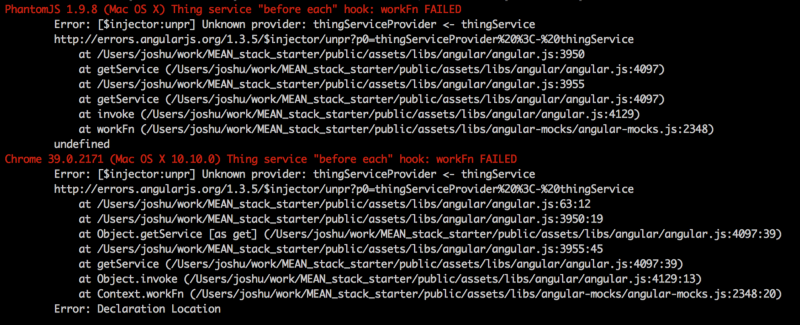 PhantomJS 1.9.8 (Mac OS X) Thing service "before each" hook: workFn FAILED
Error: [$injector:unpr] Unknown provider: thingServiceProvider <- thingService
http://errors.angularjs.org/1.3.5/$injector/unpr?p0=thingServiceProvider%20%3C-%20thingService
at /Users/joshu/work/MEAN_stack_starter/public/assets/libs/angular/angular.js:3950
at getService (/Users/joshu/work/MEAN_stack_starter/public/assets/libs/angular/angular.js:4097)
at /Users/joshu/work/MEAN_stack_starter/public/assets/libs/angular/angular.js:3955
at getService (/Users/joshu/work/MEAN_stack_starter/public/assets/libs/angular/angular.js:4097)
at invoke (/Users/joshu/work/MEAN_stack_starter/public/assets/libs/angular/angular.js:4129)
at workFn (/Users/joshu/work/MEAN_stack_starter/public/assets/libs/angular-mocks/angular-mocks.js:2348)
undefined
Chrome 39.0.2171 (Mac OS X 10.10.0) Thing service "before each" hook: workFn FAILED
Error: [$injector:unpr] Unknown provider: thingServiceProvider <- thingService
http://errors.angularjs.org/1.3.5/$injector/unpr?p0=thingServiceProvider%20%3C-%20thingService
at /Users/joshu/work/MEAN_stack_starter/public/assets/libs/angular/angular.js:63:12
at /Users/joshu/work/MEAN_stack_starter/public/assets/libs/angular/angular.js:3950:19
at Object.getService [as get] (/Users/joshu/work/MEAN_stack_starter/public/assets/libs/angular/angular.js:4097:39)
at /Users/joshu/work/MEAN_stack_starter/public/assets/libs/angular/angular.js:3955:45
at getService (/Users/joshu/work/MEAN_stack_starter/public/assets/libs/angular/angular.js:4097:39)
at Object.invoke (/Users/joshu/work/MEAN_stack_starter/public/assets/libs/angular/angular.js:4129:13)
at Context.workFn (/Users/joshu/work/MEAN_stack_starter/public/assets/libs/angular-mocks/angular-mocks.js:2348:20)
Error: Declaration Location